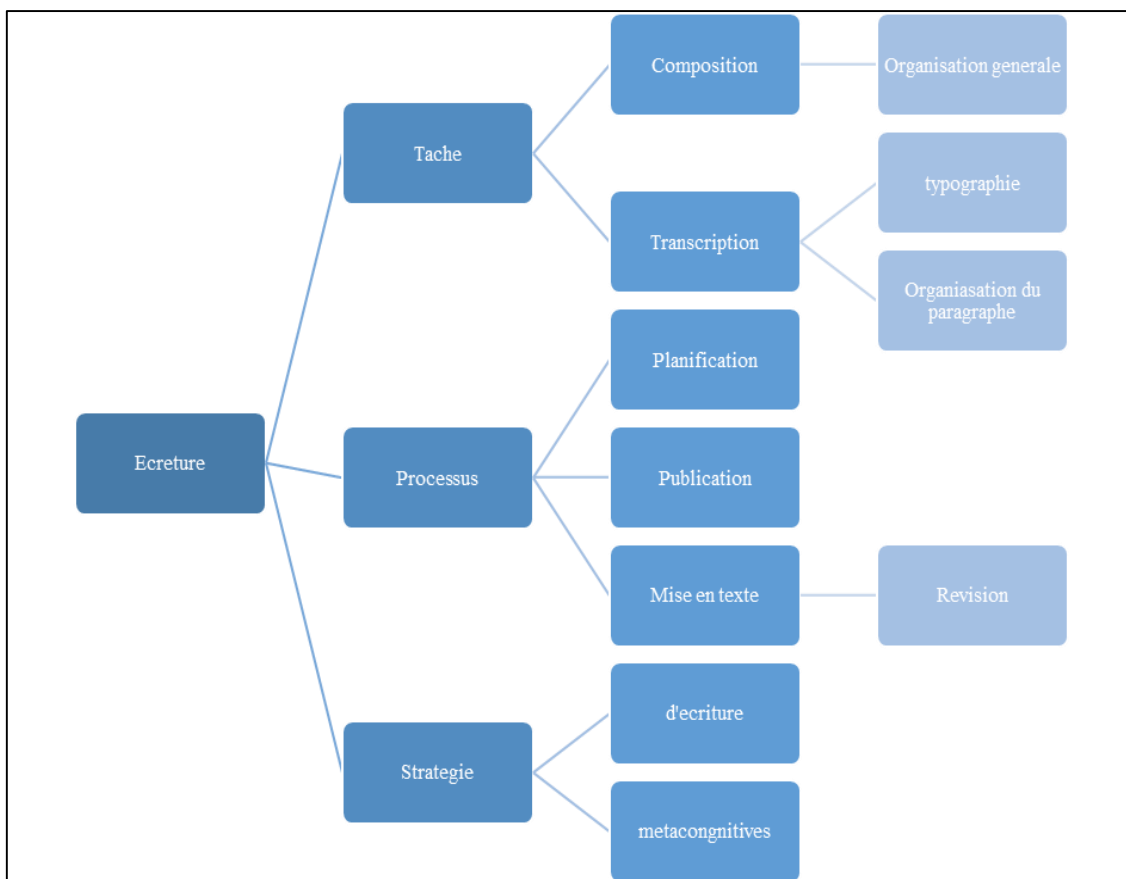 Ecreture
Tache
Composition
Organisation generale
Transcription
typographie
Organiasation du
paragraphe
Processus
Planification
Publication
Mise en texte
Revision
Strategie
d'ecriture
metacongnitives